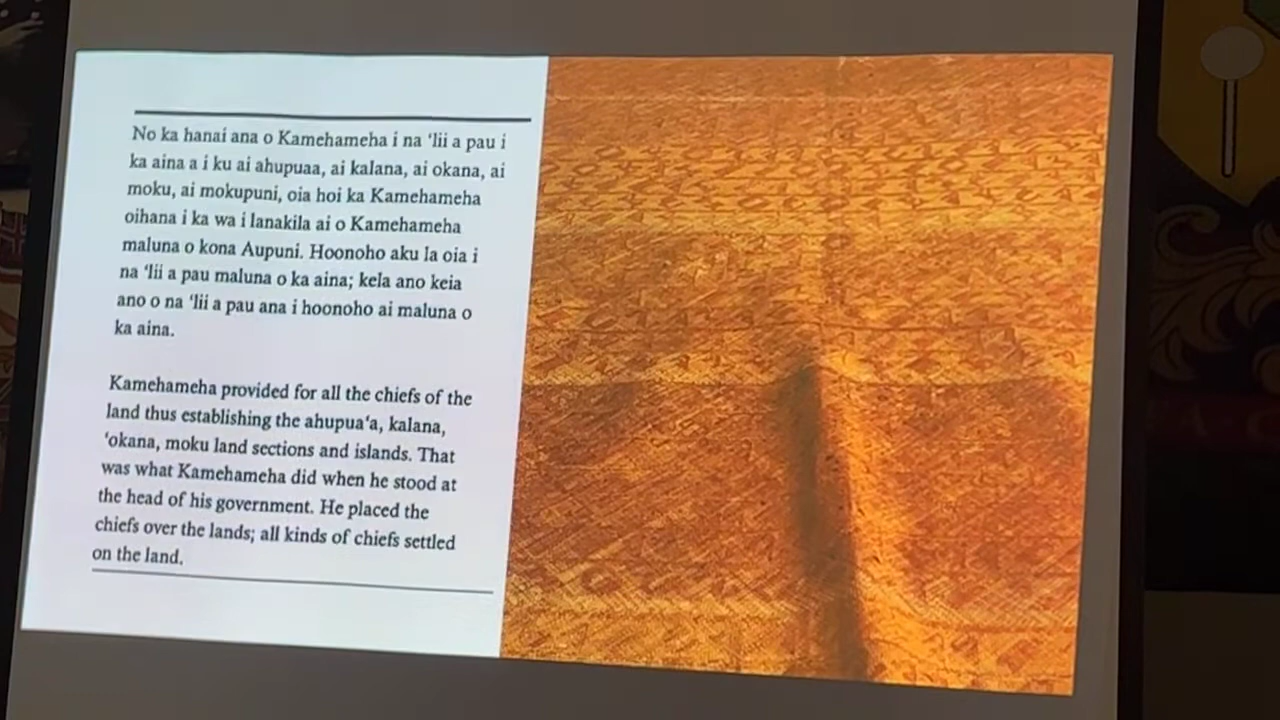 No ka hanai ana o Kamehameha i na ‘lii a pau i
ka aina a i ku ai ahupuaa, ai kalana, ai okana, ai
moku, ai mokupuni, oia hoi ka Kamehameha
oihana i ka wa i lanakila ai o Kamehameha
maluna o kona Aupuni. Hoonoho aku la oia i
na ‘lii a pau maluna o ka aina; kela ano keia
ano o na ‘lii a pau ana i hoonoho ai maluna o
ka aina.
Kamehameha provided for all the chiefs of the
land thus establishing the ahupua‘a, kalana,
‘okana, moku land sections and islands. That
was what Kamehameha did when he stood at
the head of his government. He placed the
chiefs over the lands; all kinds of chiefs settled
on the land.